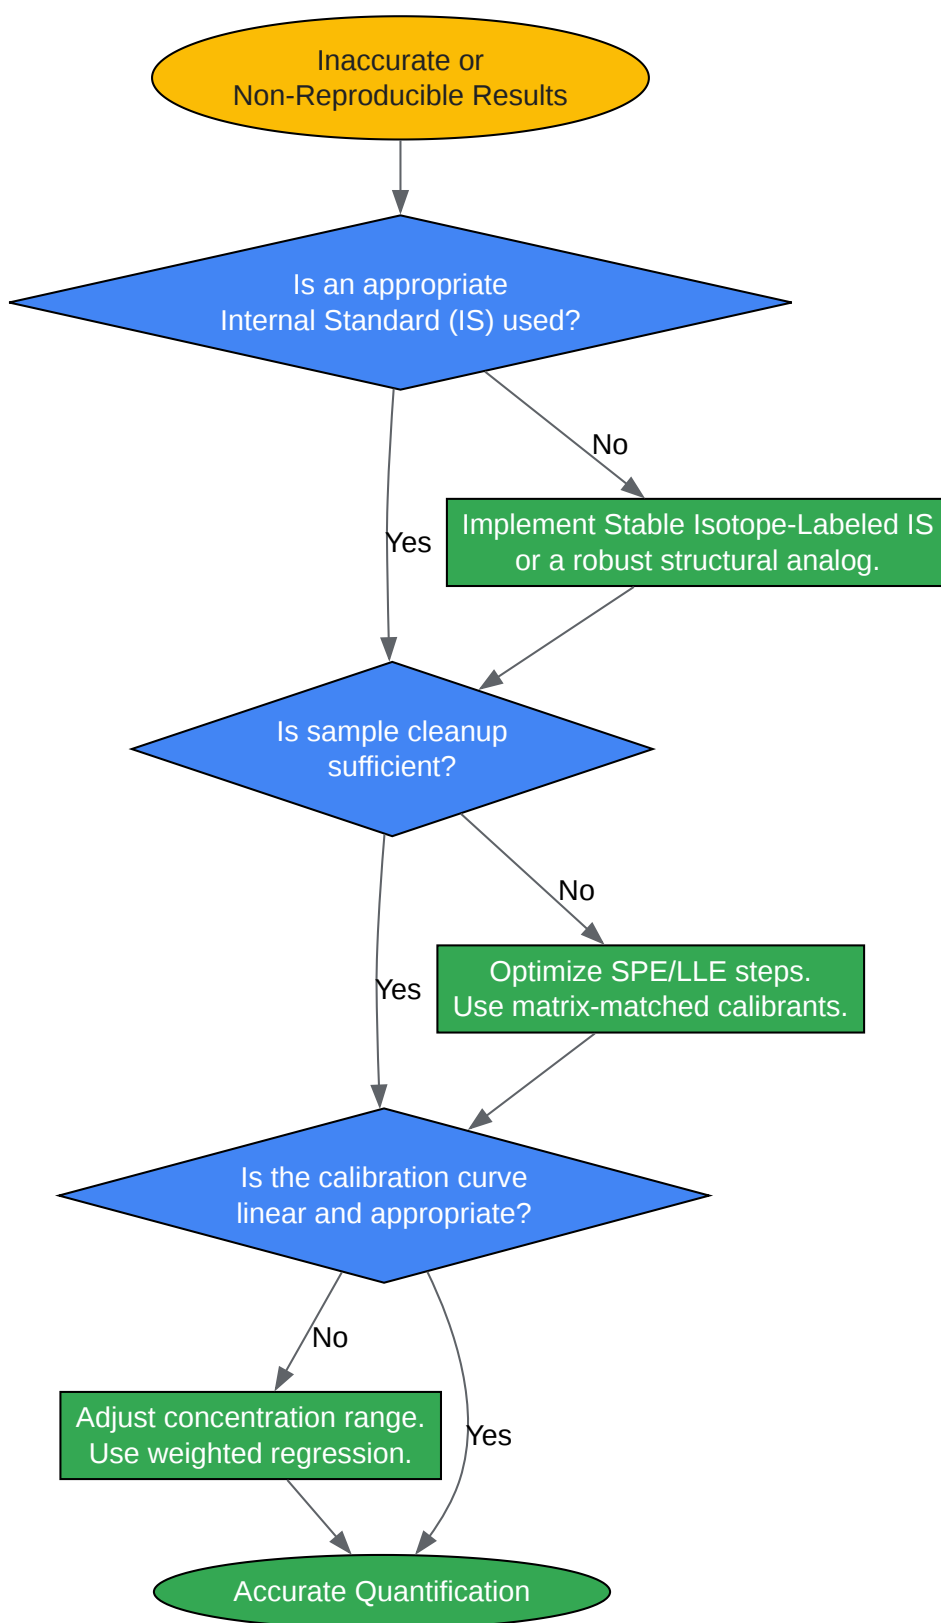 Inaccurate or
Non-Reproducible Results
Is an appropriate
Internal Standard (IS) used?
No
Yes
Implement Stable Isotope-Labeled IS
or a robust structural analog.
Is sample cleanup
sufficient?
No
Yes
Optimize SPE/LLE steps.
Use matrix-matched calibrants.
Is the calibration curve
linear and appropriate?
No
Yes
Adjust concentration range.
Use weighted regression.
Accurate Quantification